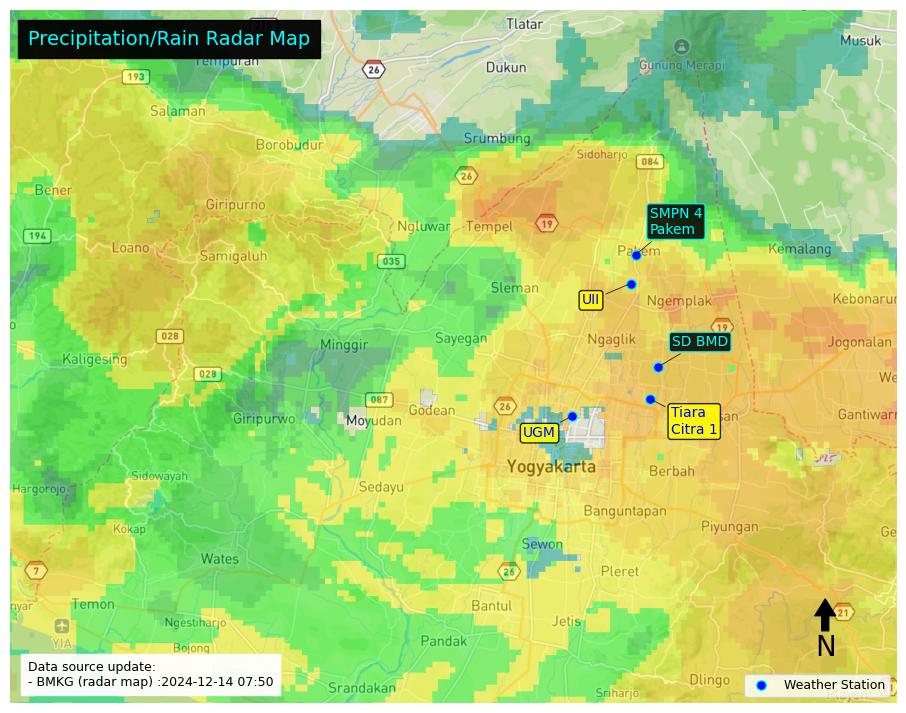 Precipitation/Rain Radar Map
Tlatar
Musuk
26
Dukun
Gunung Merapi
193
Salaman
Srumbung
Borobudur
Sidoharjo
084
26
Bener
Giripurno
SMPN 4
Pakem
19
Ngluwar
Tempel
194
Loano
Samigaluh
Pakem
Kemalang
035
Sleman
UII
Ngemplak
Kebonaru
19
028
Minggir
Sayegan
Ngaglik
SD BMD
Jogonalan
Kaligesing
028
087
Godean
26
Giripurwo
Moyudan
Tiara
Citra 1
Gantiwarn
UGM
Yogyakarta
Berbah
Sidowayah
Hargorojo
Sedayu
Banguntapan
Kokap
Piyungan
Wates
Sewon
7
26
Pleret
Temon
Bantul
21
Ngestiharjo
Jetis
YIA
Pandak
Bojong
N
Dlingo
Srandakan
Sriharjo
Data source update:
- BMKG (radar map) :2024-12-14 07:50
Weather Station